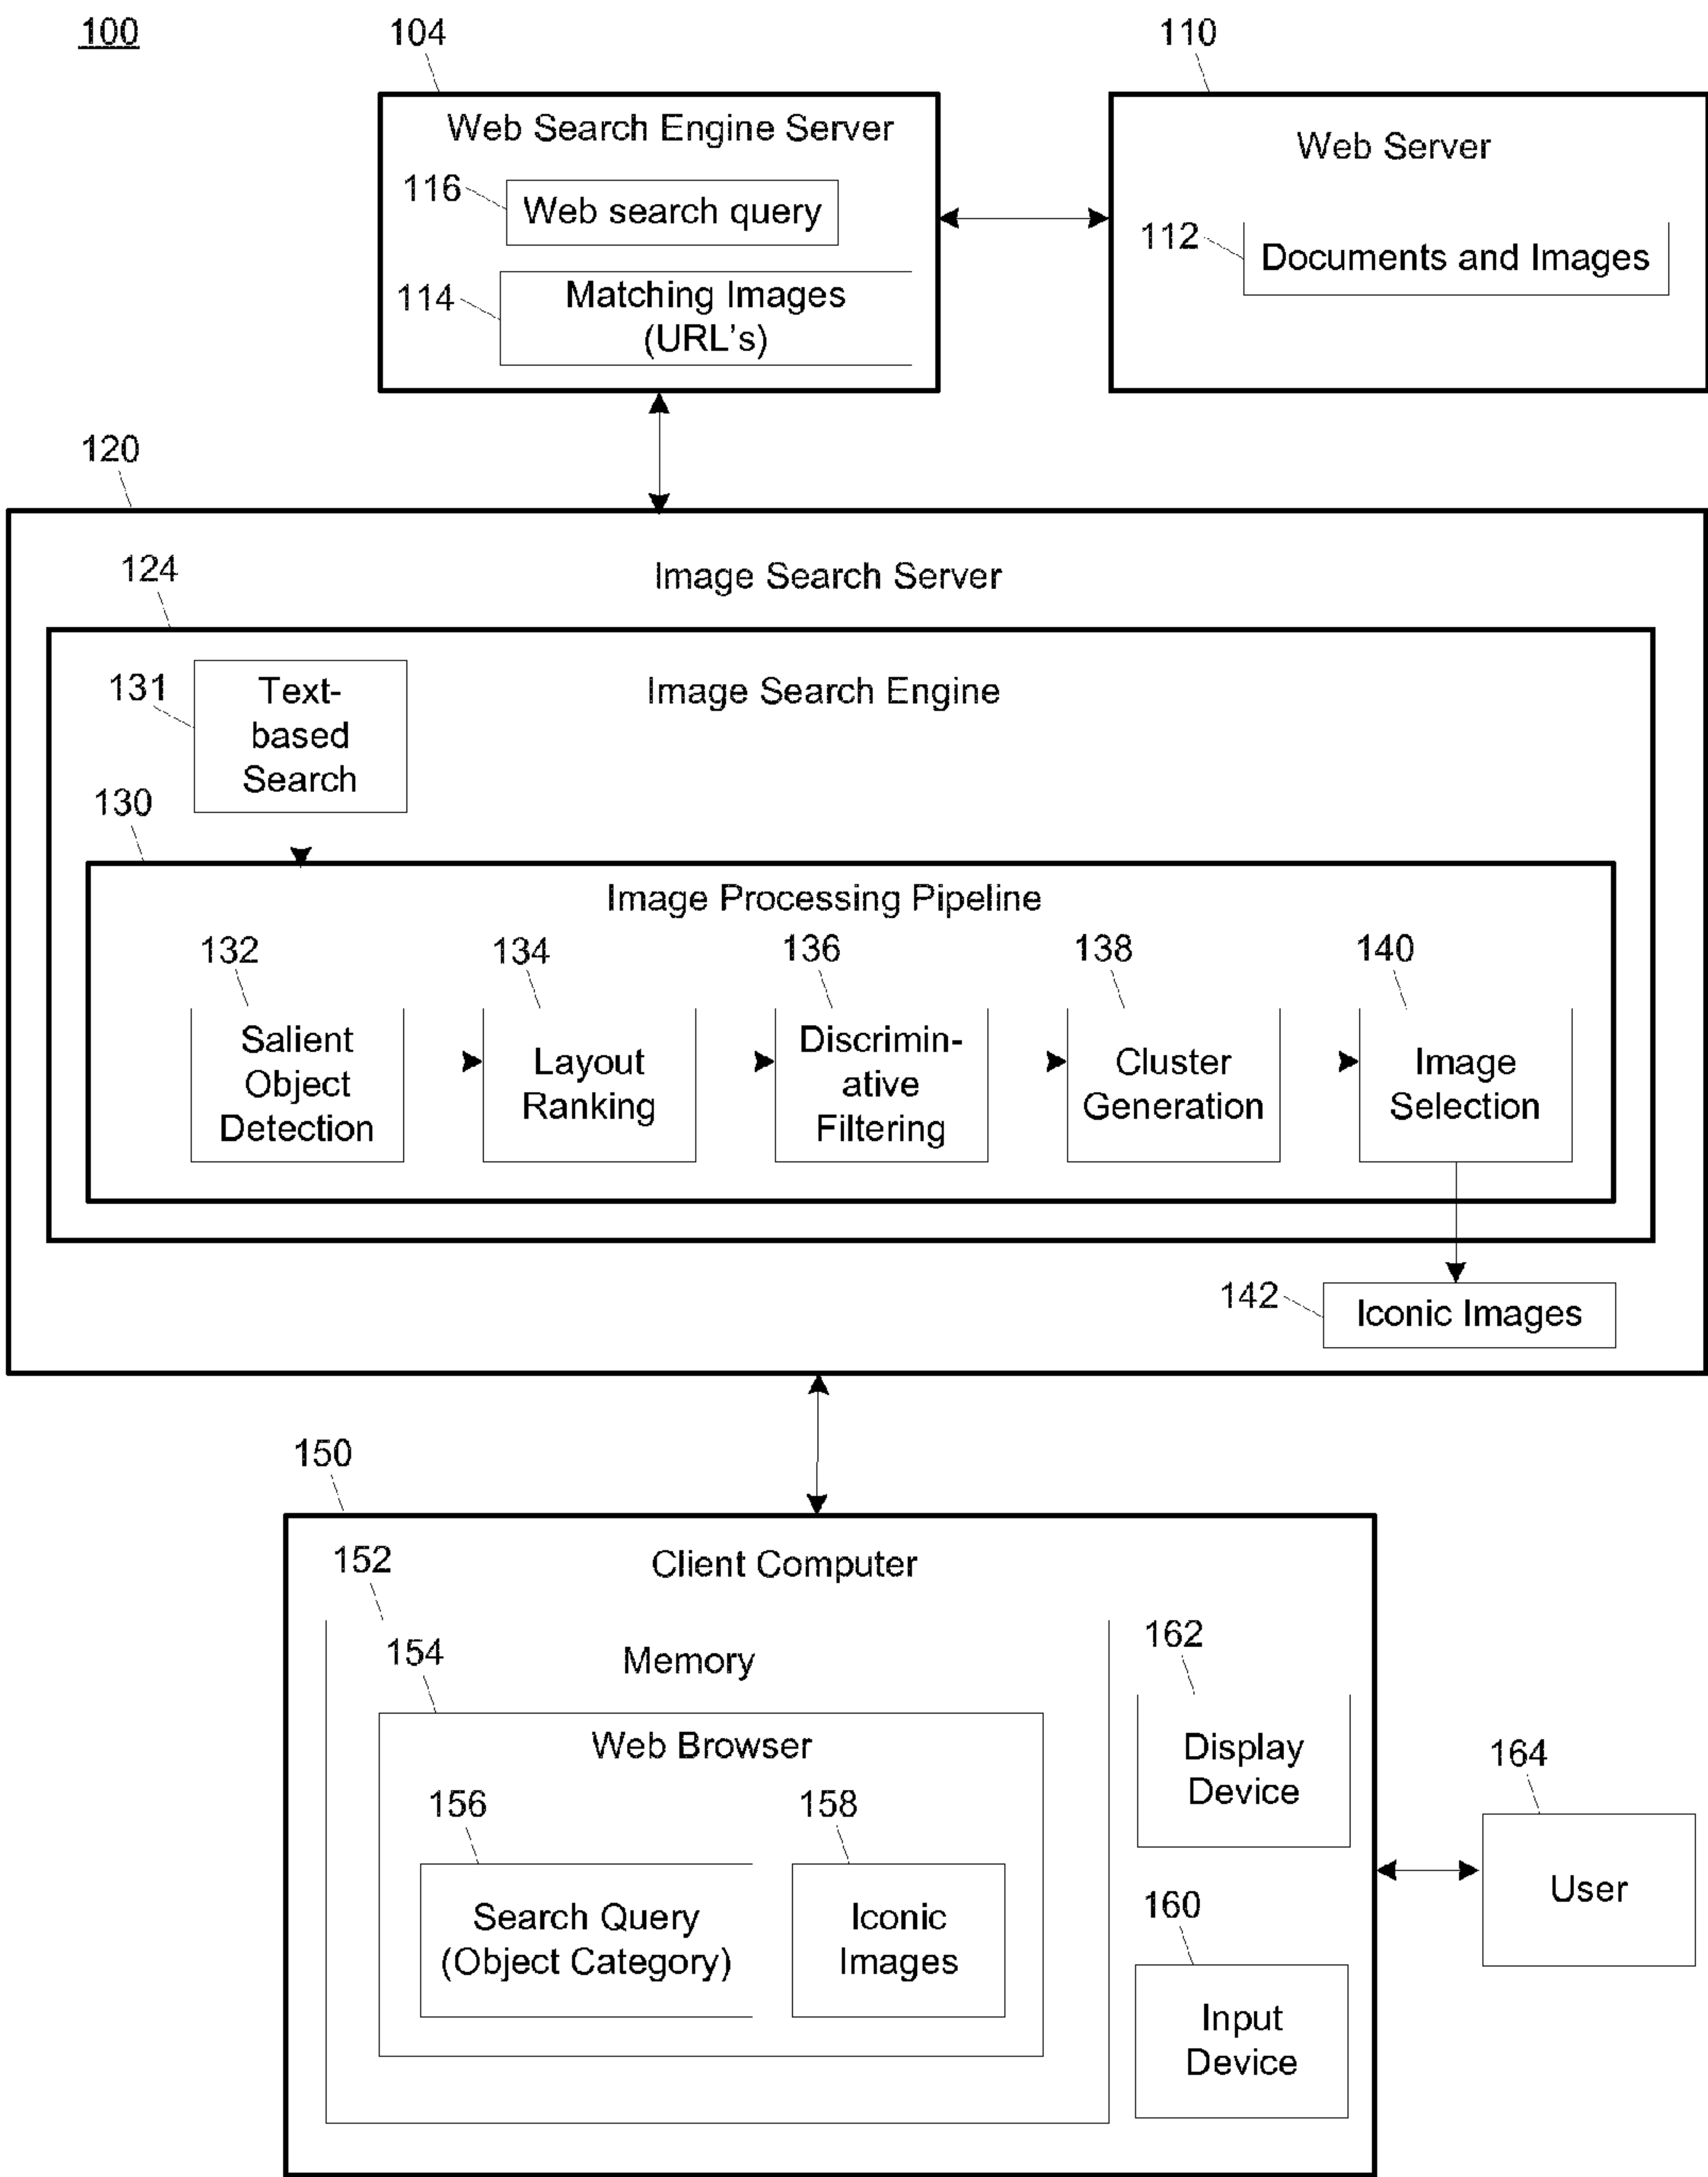 100
104
110
Web Search Engine Server
116
Web search query
114
Matching Images
(URL's)
Web Server
112
Documents and Images
120
Image Search Server
124
Image Search Engine
131
Text-
based
Search
130
Image Processing Pipeline
132
Salient
Object
Detection
134
Layout
Ranking
136
Discrimin-
ative
Filtering
138
Cluster
Generation
140
Image
Selection
142
Iconic Images
150
Client Computer
152
Memory
154
Web Browser
156
Search Query
(Object Category)
158
Iconic
Images
162
Display
Device
160
Input
Device
164
User